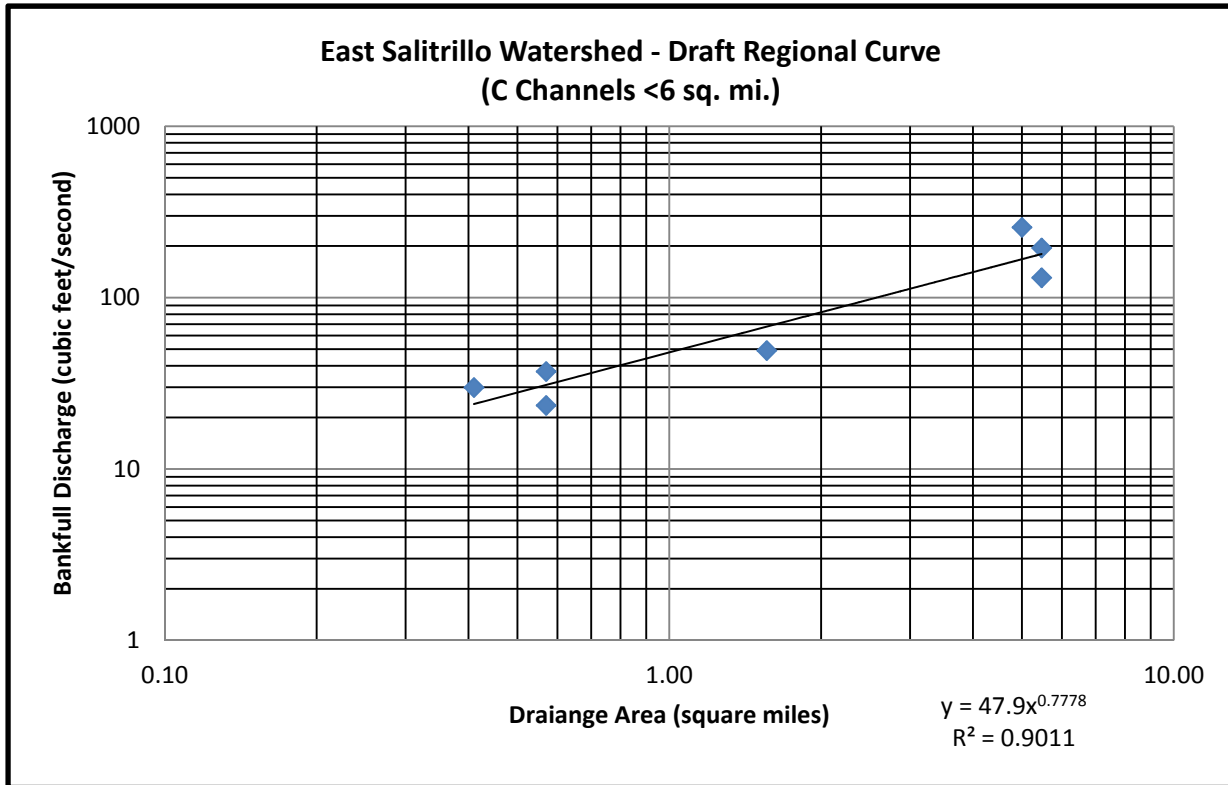 East Salitrillo Watershed - Draft Regional Curve
(C Channels <6 sq. mi.)
Bankfull Discharge (cubic feet/second)
1000
100
10
1
0.10 1.00 10.00
Draiange Area (square miles)
y = 47.9x^0.7778
R² = 0.9011